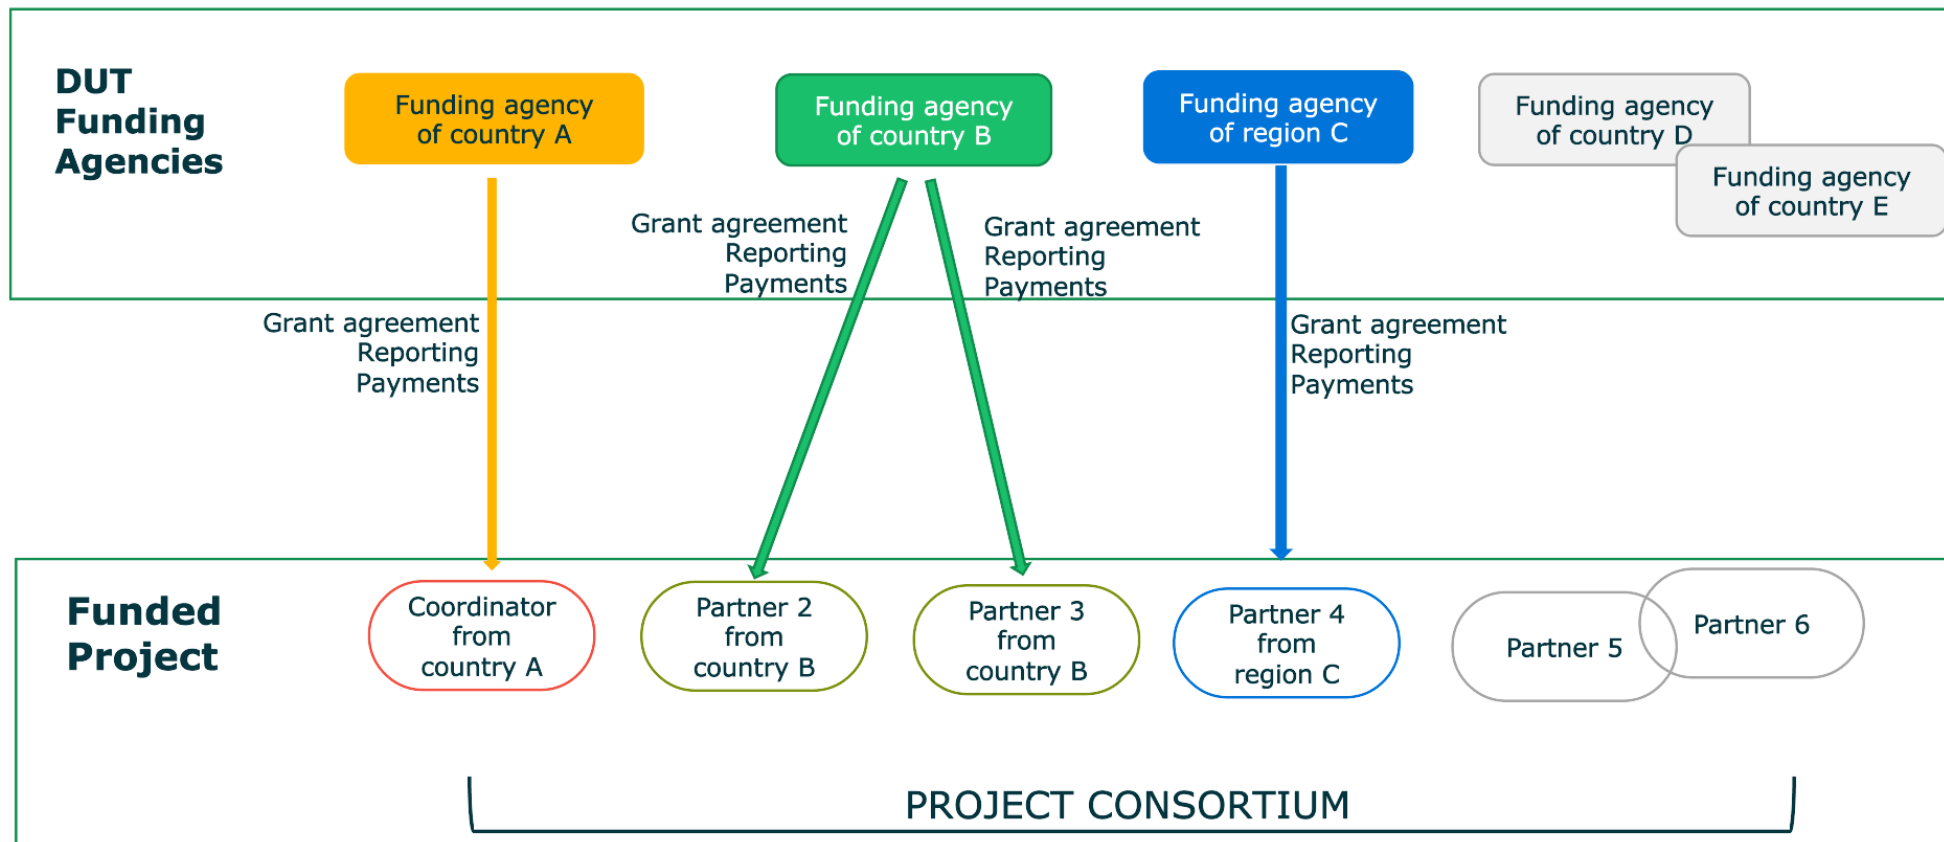 DUT
Funding
Agencies
Funding agency
of country A
Funding agency
of country B
Funding agency
of region C
Funding agency
of country D
Funding agency
of country E
Grant agreement
Reporting
Payments
Grant agreement
Reporting
Payments
Grant agreement
Reporting
Payments
Grant agreement
Reporting
Payments
Funded
Project
Coordinator
from
country A
Partner 2
from
country B
Partner 3
from
country B
Partner 4
from
region C
Partner 5
Partner 6
PROJECT CONSORTIUM